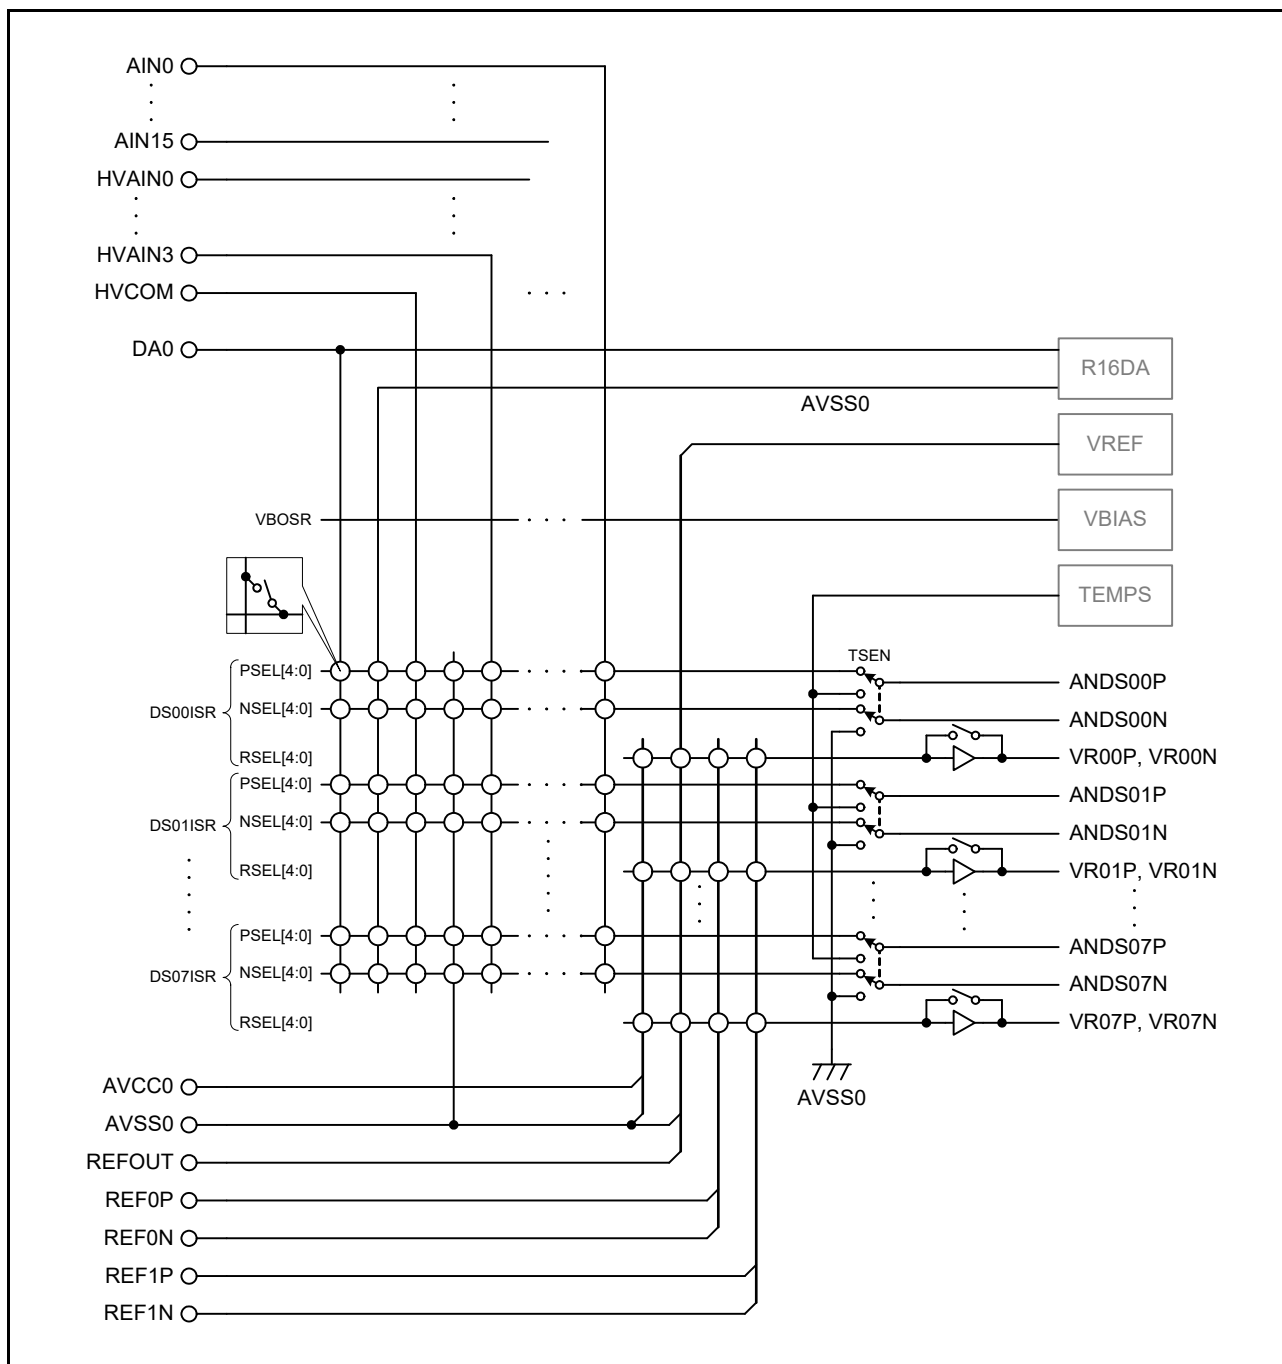 AIN0
AIN15
HVAIN0
HVAIN3
HVCOM
DA0
R16DA
AVSS0
VREF
VBOSR
VBIAS
TEMPS
TSEN
DS00ISR
PSEL[4:0]
NSEL[4:0]
RSEL[4:0]
ANDS00P
ANDS00N
VR00P, VR00N
DS01ISR
PSEL[4:0]
NSEL[4:0]
RSEL[4:0]
ANDS01P
ANDS01N
VR01P, VR01N
DS07ISR
PSEL[4:0]
NSEL[4:0]
RSEL[4:0]
ANDS07P
ANDS07N
VR07P, VR07N
AVSS0
AVCC0
AVSS0
REFOUT
REF0P
REF0N
REF1P
REF1N